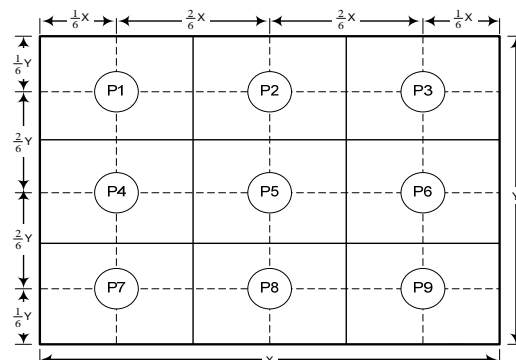 1/6 X 2/6 X 2/6 X 1/6 X
1/6 Y
P1 P2 P3
2/6 Y
P4 P5 P6
Y
2/6 Y
P7 P8 P9
1/6 Y
X